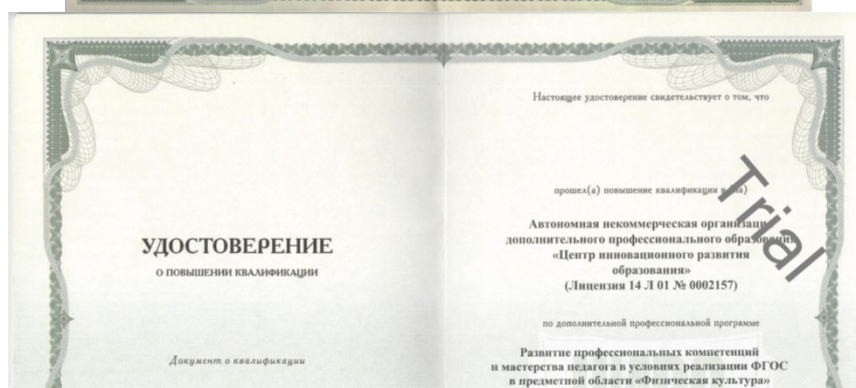 УДОСТОВЕРЕНИЕ
О ПОВЫШЕНИИ КВАЛИФИКАЦИИ
Документ о квалификации
Настоящее удостоверение свидетельствует о том, что
прошел(а) повышение квалификации в (на)
Автономная некоммерческая организация
дополнительного профессионального образования
«Центр инновационного развития
образования»
(Лицензия 14 Л 01 № 0002157)
по дополнительной профессиональной программе
Развитие профессиональных компетенций
и мастерства педагога в условиях реализации ФГОС
в предметной области «Физическая культура»
Trial